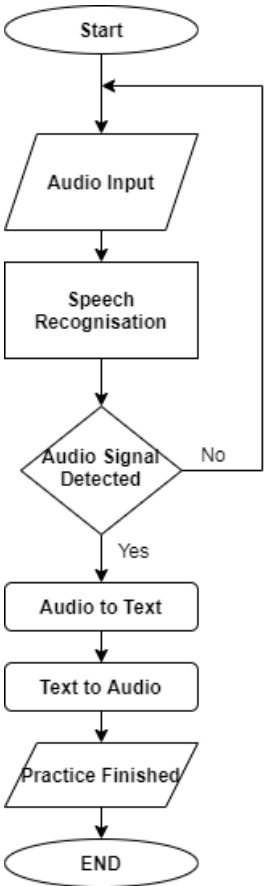 Start
Audio Input
Speech
Recognisation
Audio Signal
Detected
No
Yes
Audio to Text
Text to Audio
Practice Finished
END